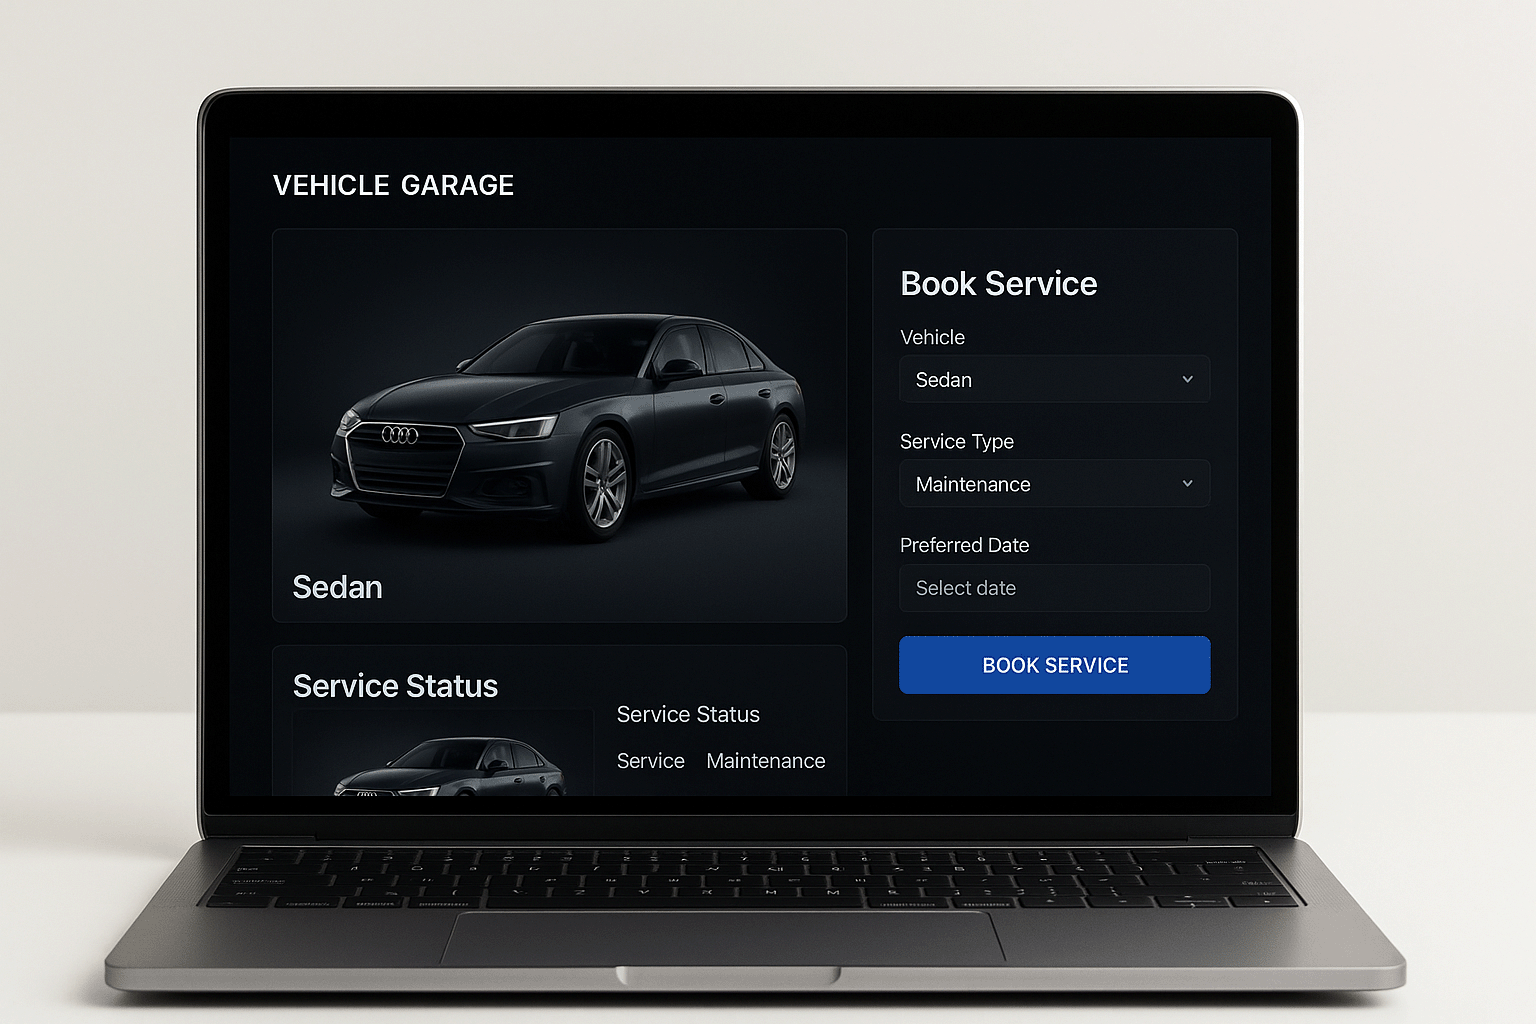 VEHICLE GARAGE
Sedan
Book Service
Vehicle
Sedan
Service Type
Maintenance
Preferred Date
Select date
BOOK SERVICE
Service Status
Service Status
Service Maintenance